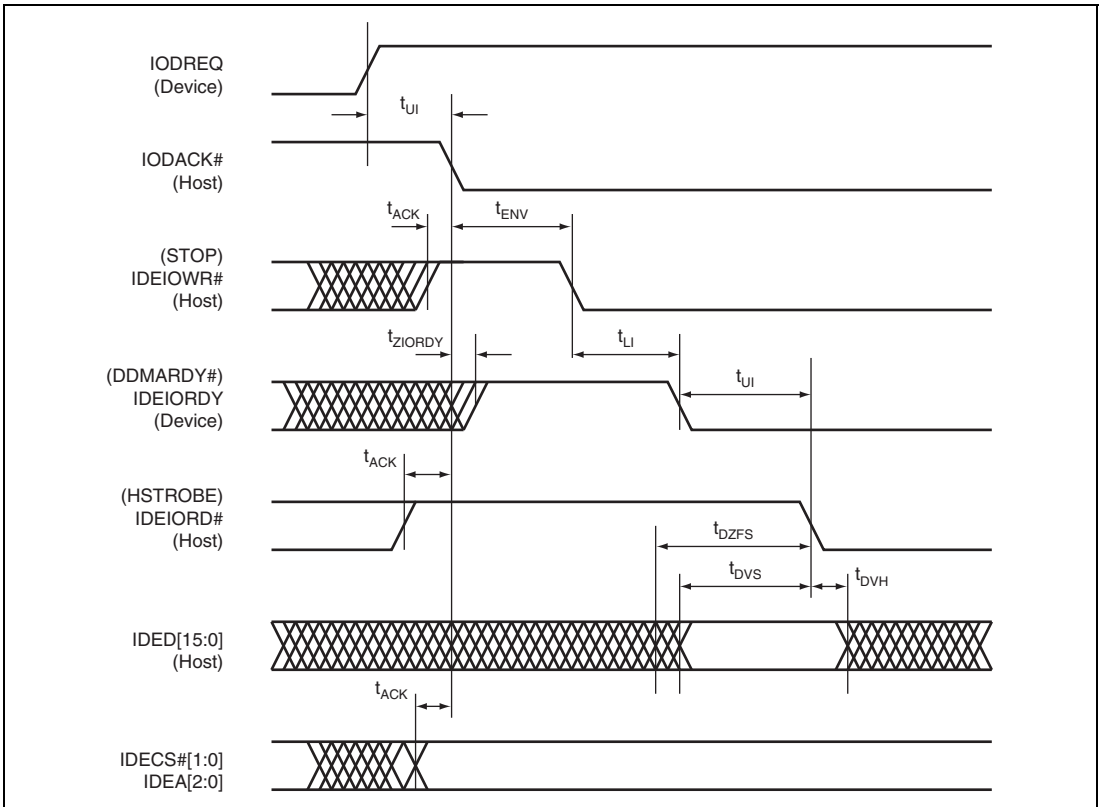 IODREQ
(Device)
tUI
IODACK#
(Host)
tACK
tENV
(STOP)
IDEIOWR#
(Host)
tZIORDY
tLI
(DDMARDY#)
IDEIORDY
(Device)
tUI
tACK
(HSTROBE)
IDEIORD#
(Host)
tDZFS
tDVS
tDVH
IDED[15:0]
(Host)
tACK
IDECS#[1:0]
IDEA[2:0]